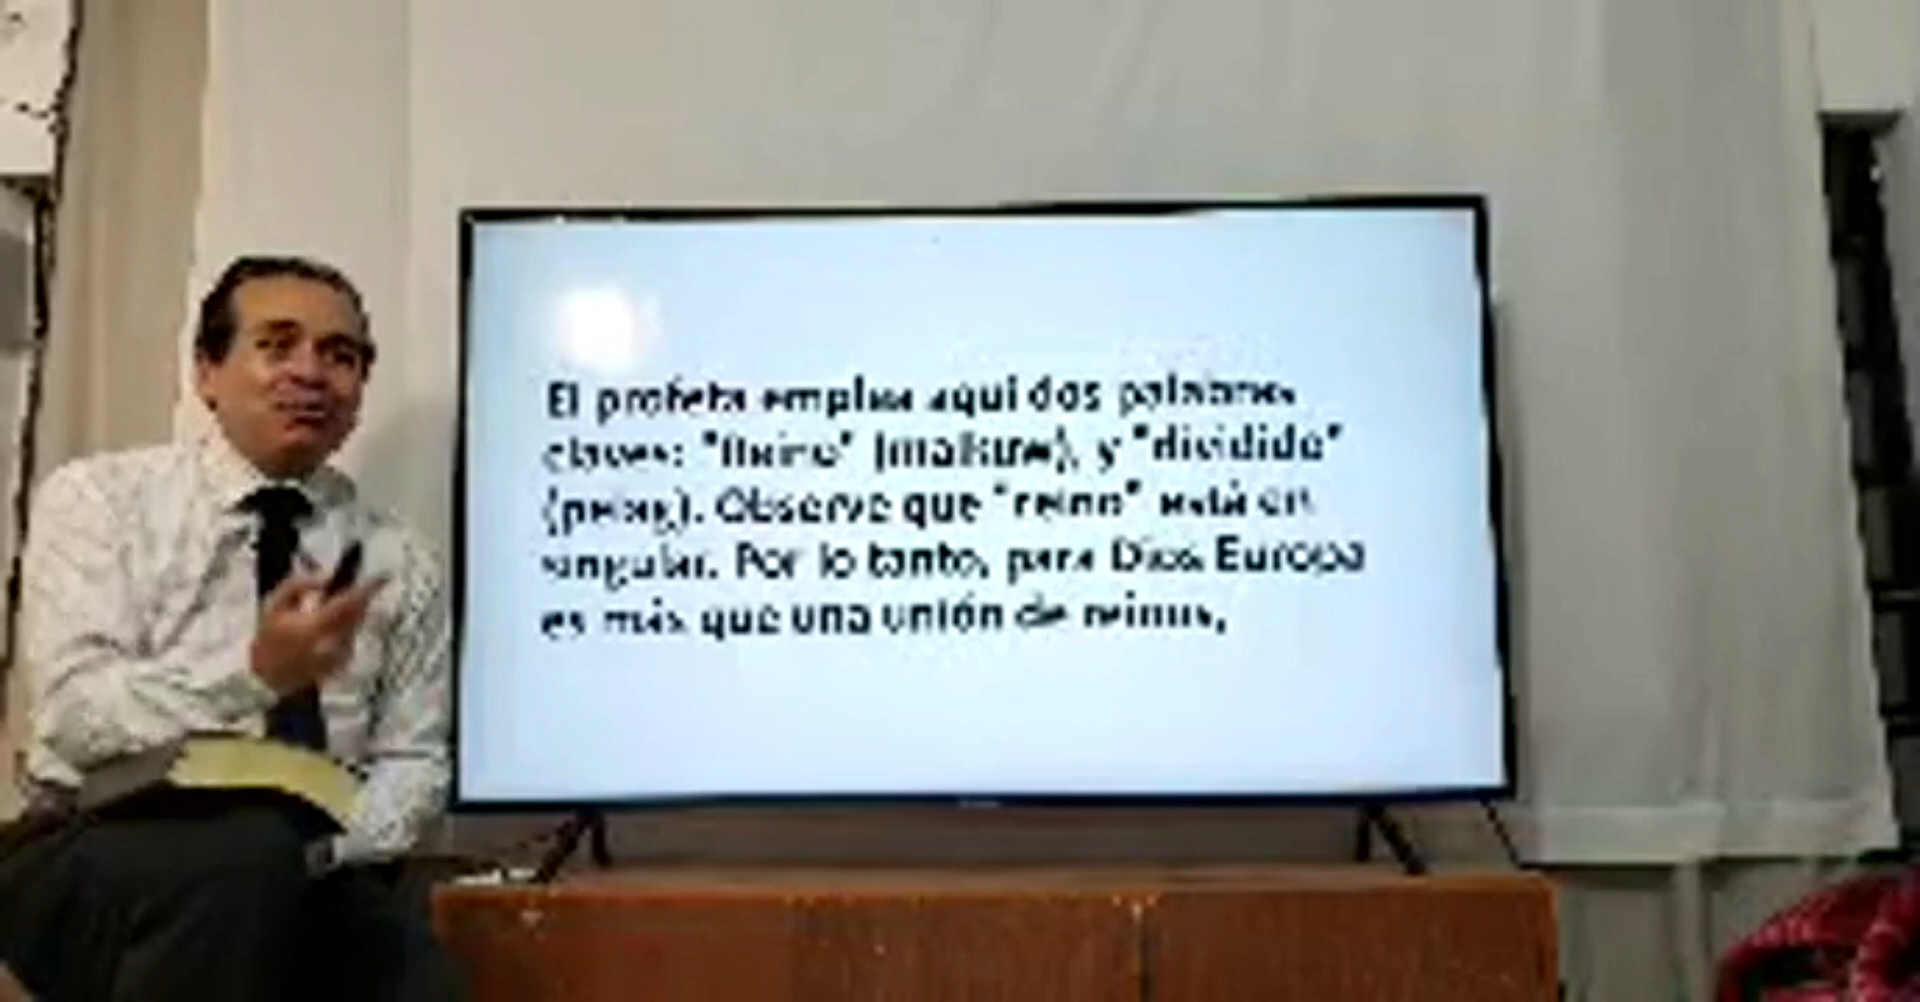 El profeta emplea aquí dos palabras
claves: "Reino" y "dividido"
Observe que "reino" está en
singular. Por lo tanto, para Dios Europa
es más que una unión de reinos,